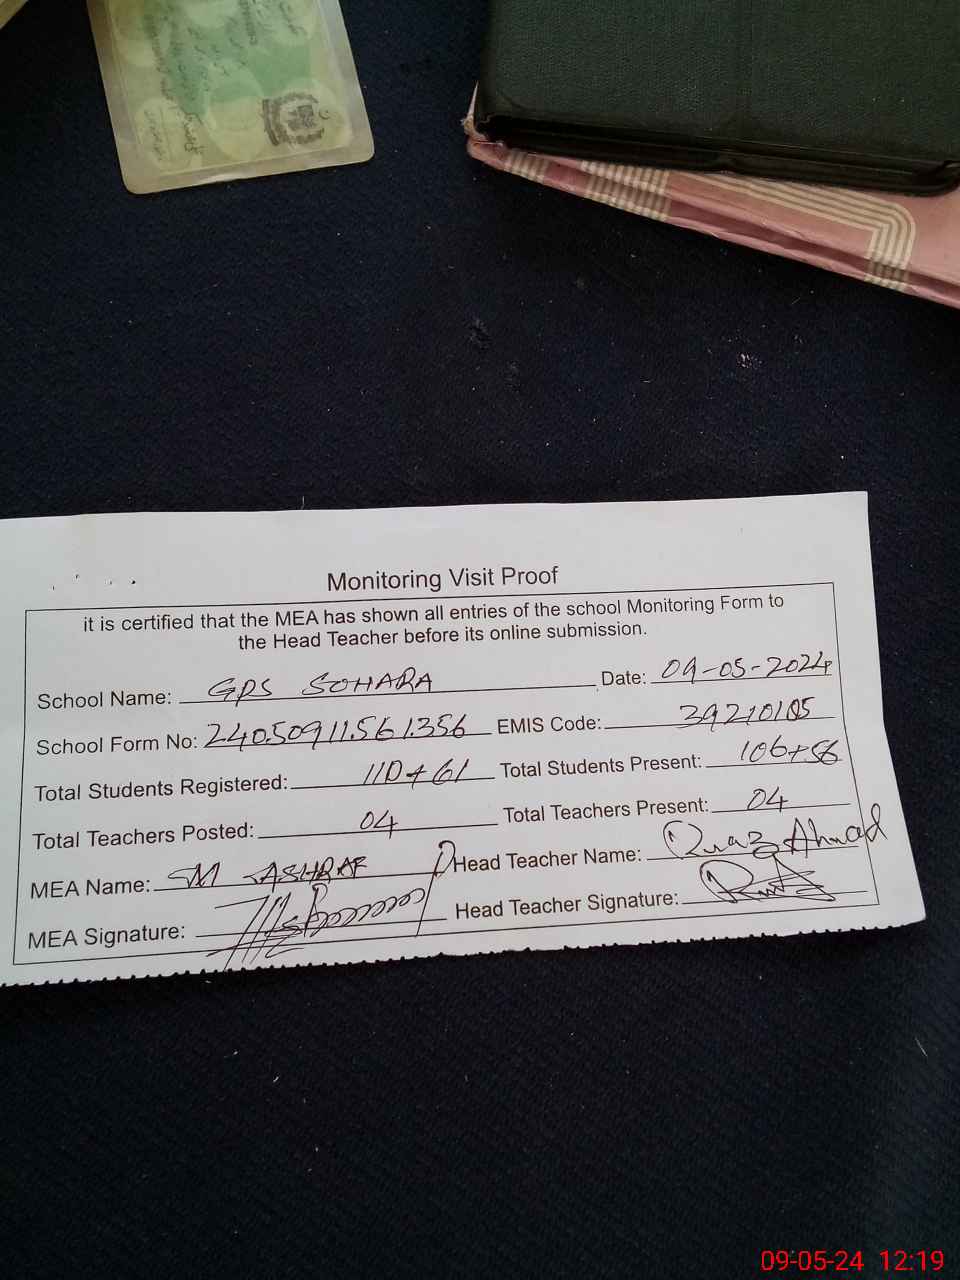 Monitoring Visit Proof
it is certified that the MEA has shown all entries of the school Monitoring Form to
the Head Teacher before its online submission.
School Name: GPS SOHARA Date: 09-05-2024
School Form No: 24050911561356 EMIS Code: 39210105
Total Students Registered: 110+61 Total Students Present: 106+56
Total Teachers Posted: 04 Total Teachers Present: 04
MEA Name: SM ASHRAF Head Teacher Name: Ahmad
MEA Signature: Head Teacher Signature:
09-05-24 12:19